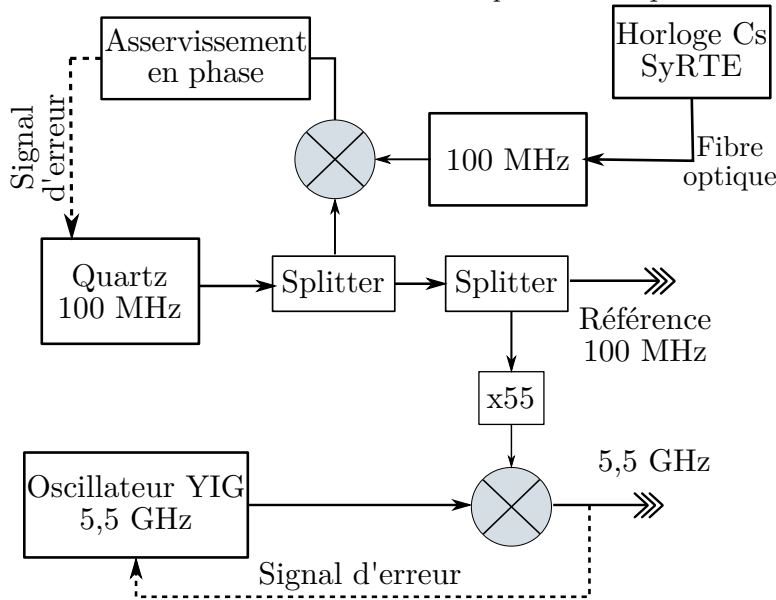 Asservissement
en phase
Horloge Cs
SyRTE
Signal
d'erreur
100 MHz
Fibre
optique
Quartz
100 MHz
Splitter
Splitter
Référence
100 MHz
x55
Oscillateur YIG
5,5 GHz
5,5 GHz
Signal d'erreur